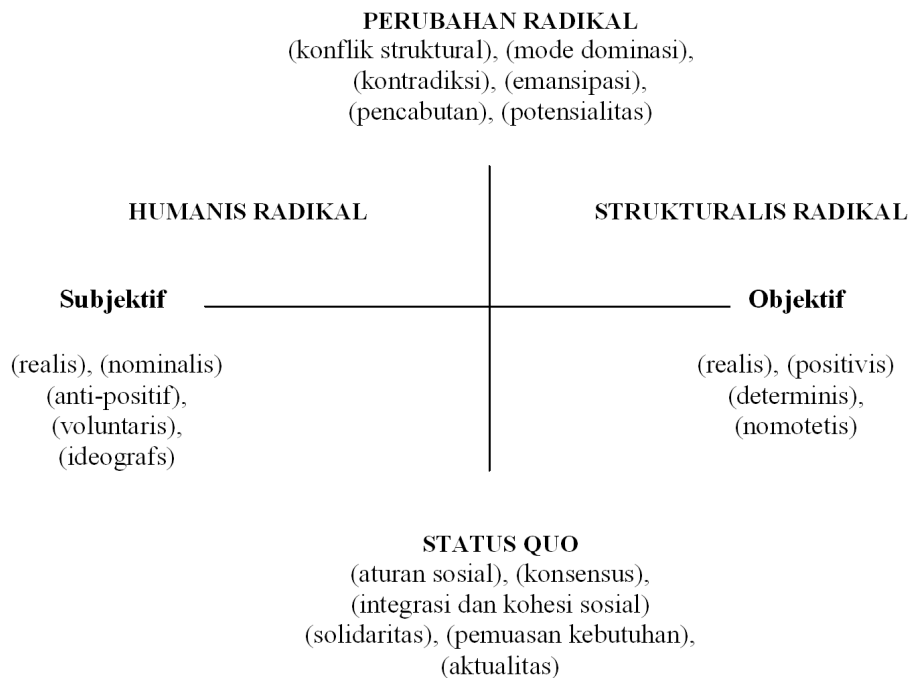 PERUBAHAN RADIKAL
(konflik struktural), (mode dominasi),
(kontradiksi), (emansipasi),
(pencabutan), (potensialitas)
HUMANIS RADIKAL
STRUKTURALIS RADIKAL
Subjektif
Objektif
(realis), (nominalis)
(anti-positif),
(voluntaris),
(ideografs)
(realis), (positivis)
(determinis),
(nomotetis)
STATUS QUO
(aturan sosial), (konsensus),
(integrasi dan kohesi sosial)
(solidaritas), (pemuasan kebutuhan),
(aktualitas)